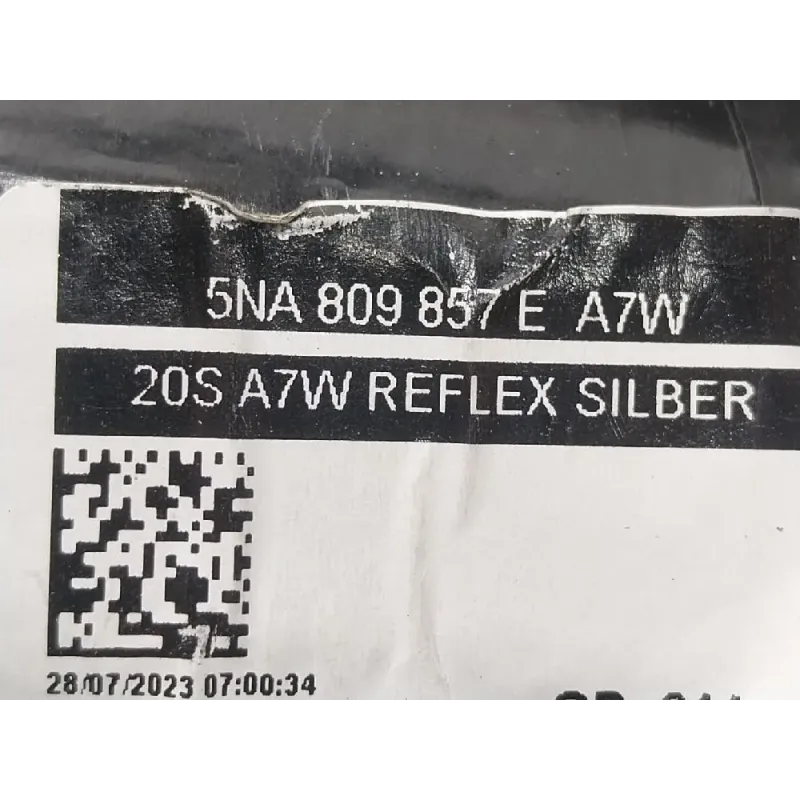 5NA 809 857 E A7W
20S A7W REFLEX SILBER
28/07/2023 07:00:34